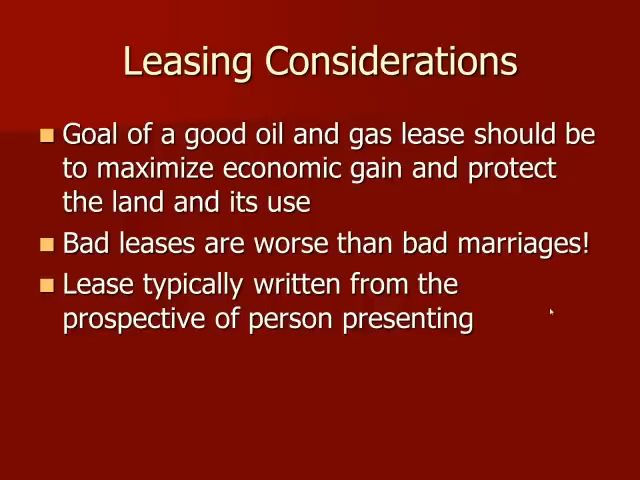 Leasing Considerations
Goal of a good oil and gas lease should be
to maximize economic gain and protect
the land and its use
Bad leases are worse than bad marriages!
Lease typically written from the
prospective of person presenting